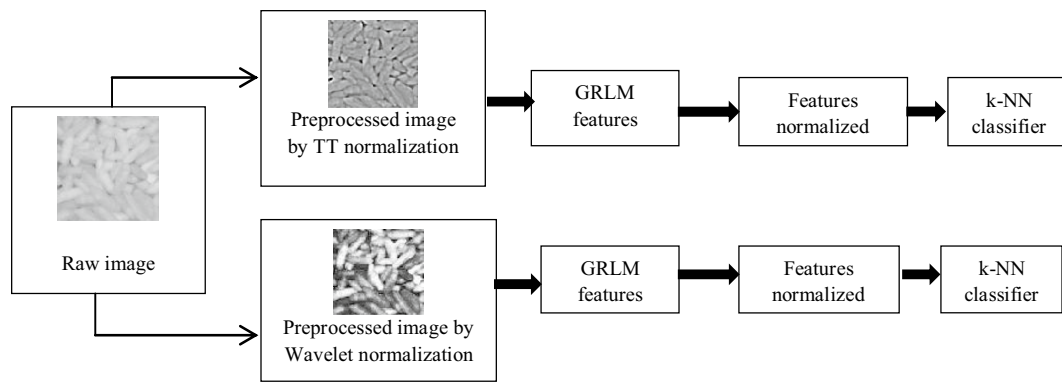 Raw image
Preprocessed image
by TT normalization
GRLM
features
Features
normalized
k-NN
classifier
Preprocessed image by
Wavelet normalization
GRLM
features
Features
normalized
k-NN
classifier